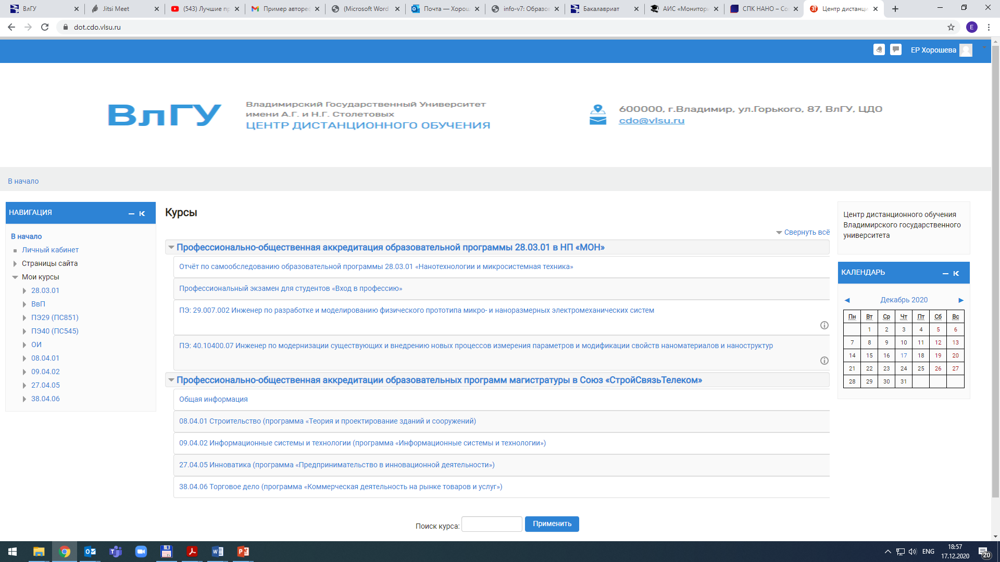 ВлГУ
Jitsi Meet
(543) Лучшие пр
Пример авторе
(Microsoft Word
Почта — Хорош
info-v7: Образо
Бакалавриат
АИС «Монитори
СПК НАНО – Со
Центр дистанци
dot.cdo.vlsu.ru
E
ЕР Хорошева
ВлГУ
Владимирский Государственный Университет
имени А.Г. и Н.Г. Столетовых
ЦЕНТР ДИСТАНЦИОННОГО ОБУЧЕНИЯ
600000, г.Владимир, ул.Горького, 87, ВлГУ, ЦДО
cdo@vlsu.ru
В начало
НАВИГАЦИЯ
В начало
Личный кабинет
Страницы сайта
Мои курсы
28.03.01
ВвП
ПЭ29 (ПС851)
ПЭ40 (ПС545)
ОИ
08.04.01
09.04.02
27.04.05
38.04.06
Курсы
Свернуть всё
Профессионально-общественная аккредитация образовательной программы 28.03.01 в НП «МОН»
Отчёт по самообследованию образовательной программы 28.03.01 «Нанотехнологии и микросистемная техника»
Профессиональный экзамен для студентов «Вход в профессию»
ПЭ: 29.007.002 Инженер по разработке и моделированию физического прототипа микро- и наноразмерных электромеханических систем
ПЭ: 40.10400.07 Инженер по модернизации существующих и внедрению новых процессов измерения параметров и модификации свойств наноматериалов и наноструктур
Профессионально-общественная аккредитации образовательных программ магистратуры в Союз «СтройСвязьТелеком»
Общая информация
08.04.01 Строительство (программа «Теория и проектирование зданий и сооружений)
09.04.02 Информационные системы и технологии (программа «Информационные системы и технологии»)
27.04.05 Инноватика (программа «Предпринимательство в инновационной деятельности»)
38.04.06 Торговое дело (программа «Коммерческая деятельность на рынке товаров и услуг»)
Поиск курса:
Применить
Центр дистанционного обучения
Владимирского государственного
университета
КАЛЕНДАРЬ
Декабрь 2020
Пн Вт Ср Чт Пт Сб Вс
1 2 3 4 5 6
7 8 9 10 11 12 13
14 15 16 17 18 19 20
21 22 23 24 25 26 27
28 29 30 31
ENG
18:57
17.12.2020
20